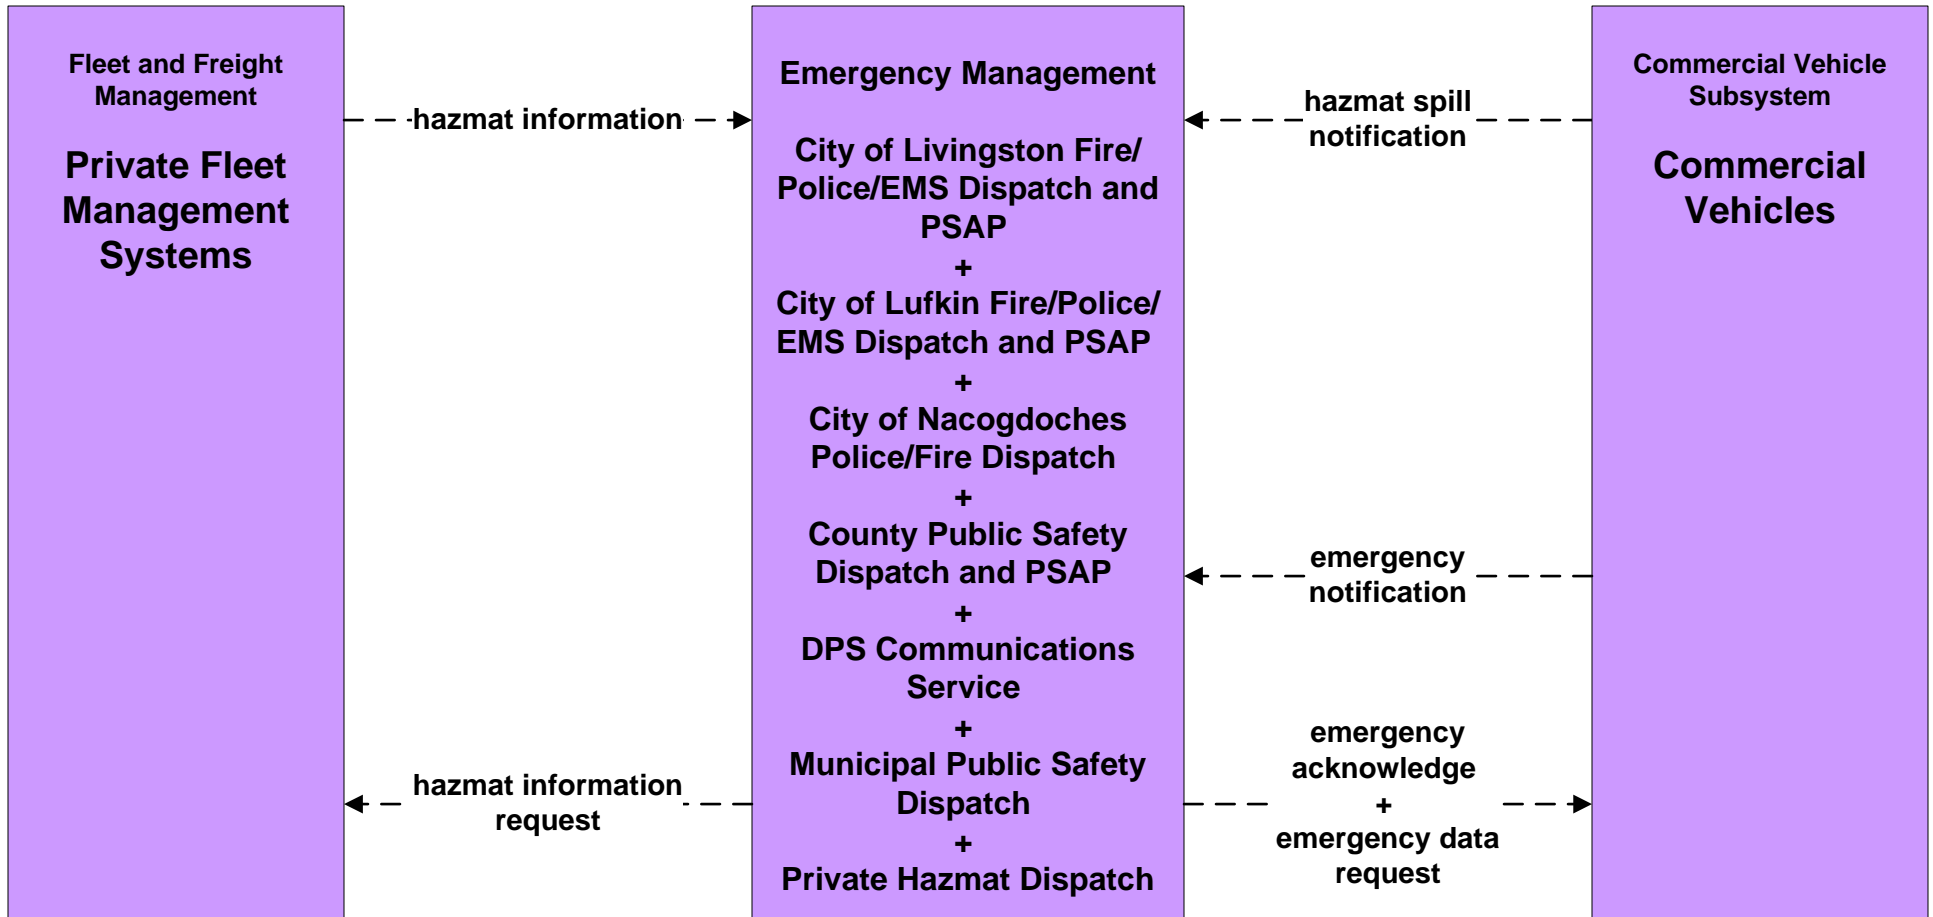 Fleet and Freight
Management
Private Fleet
Management
Systems
hazmat information
hazmat information
request
Emergency Management
City of Livingston Fire/
Police/EMS Dispatch and
PSAP
+
City of Lufkin Fire/Police/
EMS Dispatch and PSAP
+
City of Nacogdoches
Police/Fire Dispatch
+
County Public Safety
Dispatch and PSAP
+
DPS Communications
Service
+
Municipal Public Safety
Dispatch
+
Private Hazmat Dispatch
hazmat spill
notification
emergency
notification
emergency
acknowledge
+
emergency data
request
Commercial Vehicle
Subsystem
Commercial
Vehicles